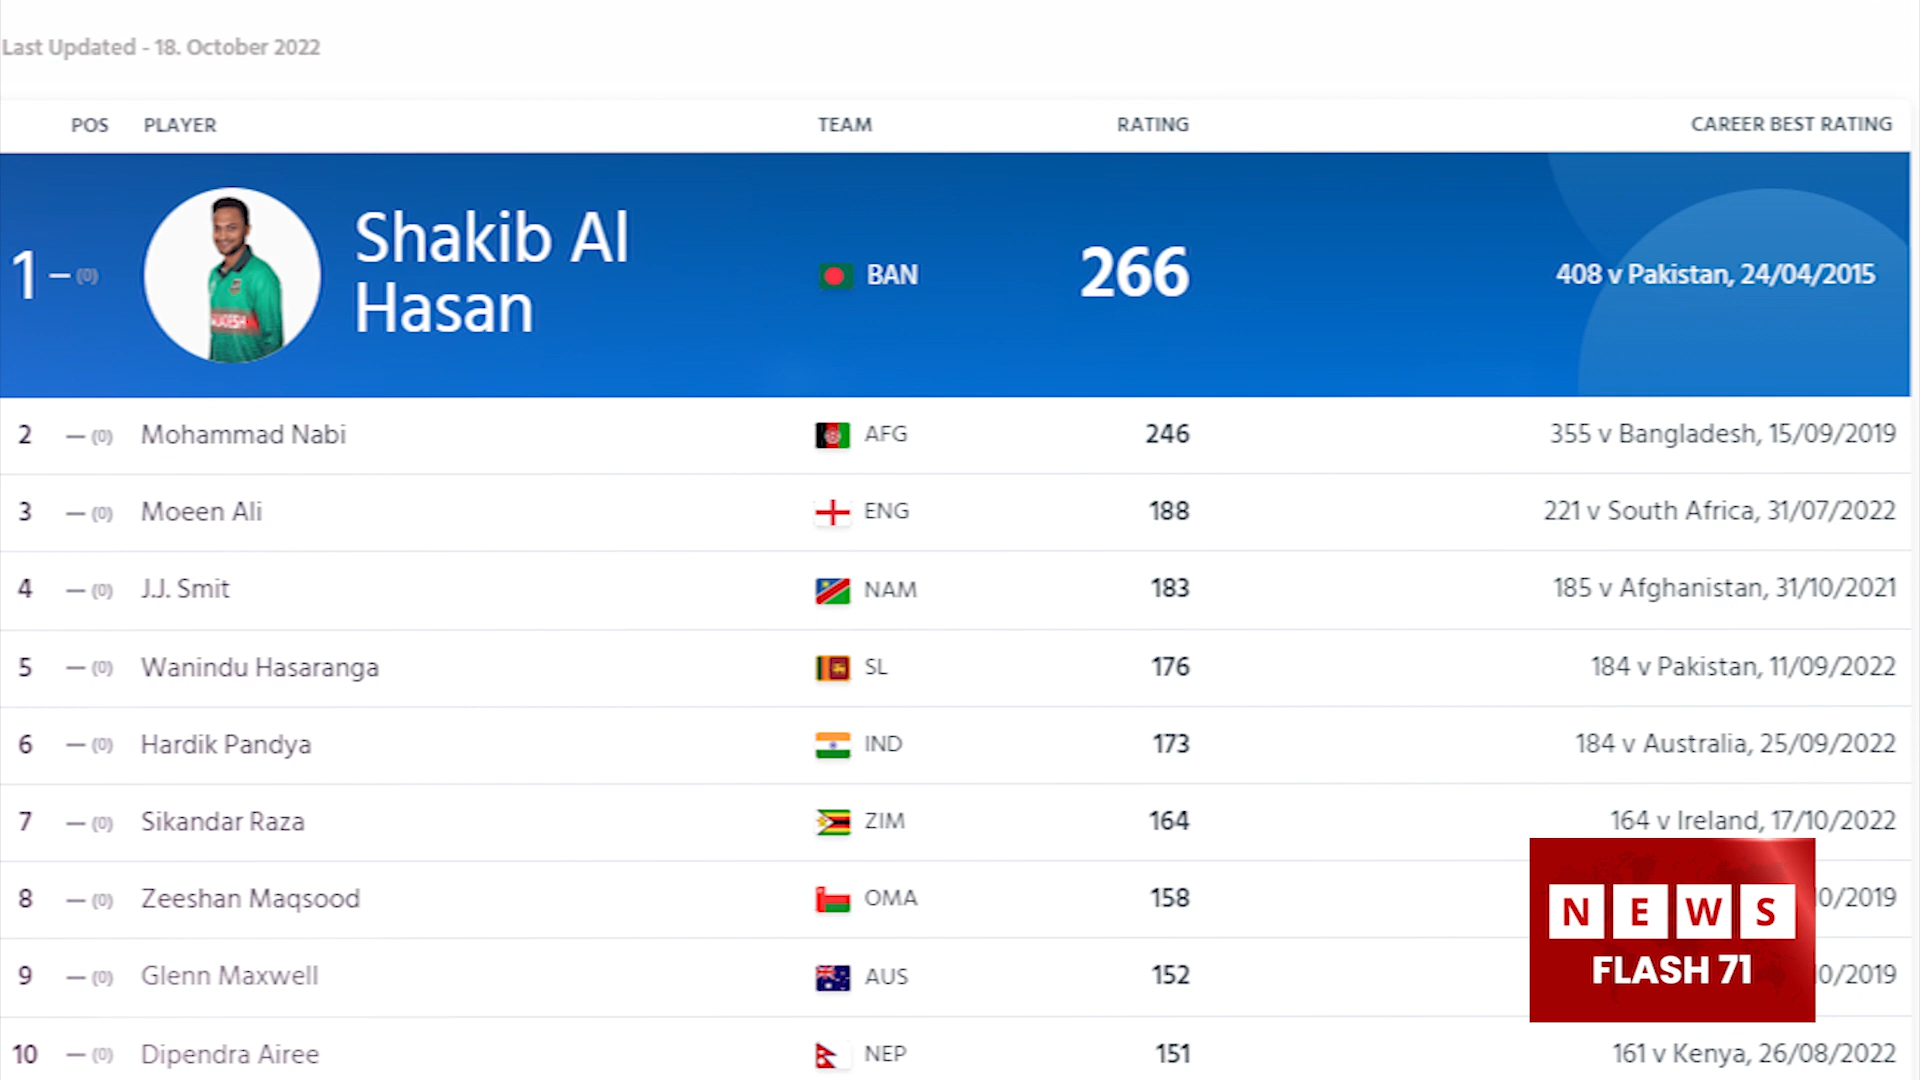 Last Updated - 18. October 2022
POS PLAYER TEAM RATING CAREER BEST RATING
1 – (0) Shakib Al Hasan BAN 266 408 v Pakistan, 24/04/2015
2 — (0) Mohammad Nabi AFG 246 355 v Bangladesh, 15/09/2019
3 — (0) Moeen Ali ENG 188 221 v South Africa, 31/07/2022
4 — (0) J.J. Smit NAM 183 185 v Afghanistan, 31/10/2021
5 — (0) Wanindu Hasaranga SL 176 184 v Pakistan, 11/09/2022
6 — (0) Hardik Pandya IND 173 184 v Australia, 25/09/2022
7 — (0) Sikandar Raza ZIM 164 164 v Ireland, 17/10/2022
8 — (0) Zeeshan Maqsood OMA 158 0/2019
9 — (0) Glenn Maxwell AUS 152 0/2019
10 — (0) Dipendra Airee NEP 151 161 v Kenya, 26/08/2022
NEWS
FLASH 71